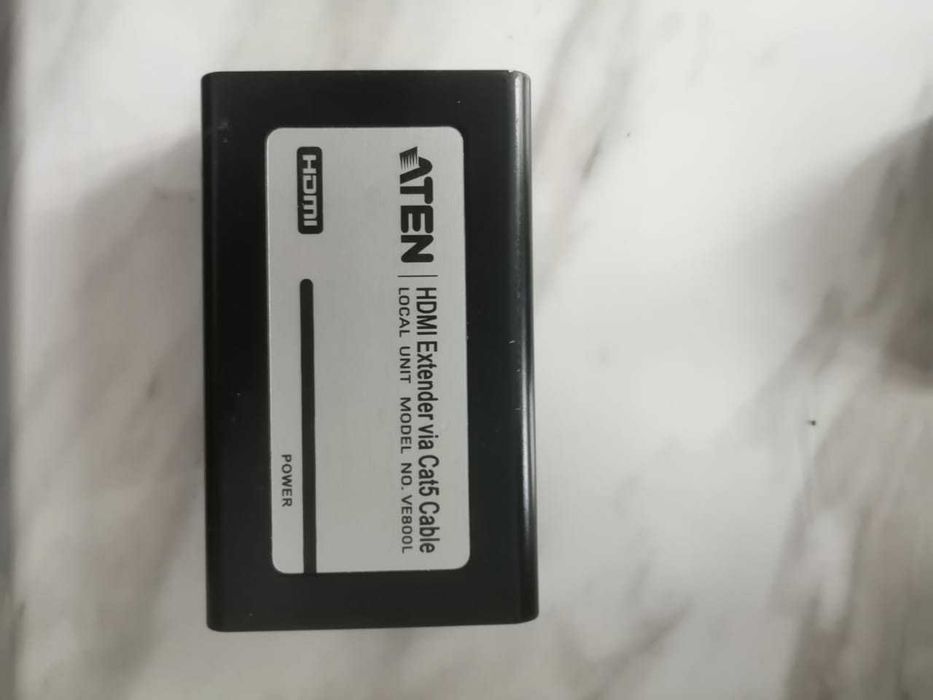 ATEN
HDMI Extender via Cat5 Cable
LOCAL UNIT MODEL NO. VE800L
HDMI
POWER